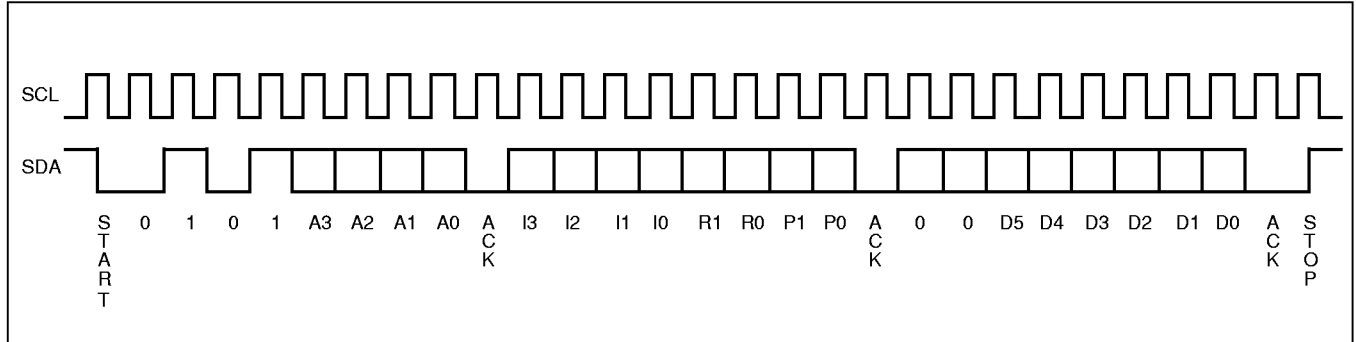 SCL
SDA
START 0 1 0 1 A3 A2 A1 A0 ACK I3 I2 I1 I0 R1 R0 P1 P0 ACK 0 0 D5 D4 D3 D2 D1 D0 ACK STOP